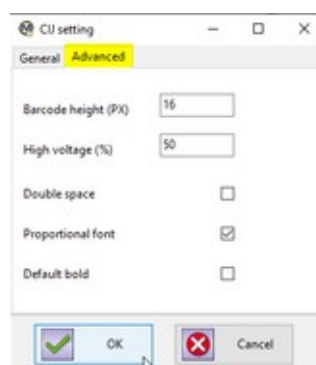 CU setting
General Advanced
Barcode height (PX) 16
High voltage (%) 50
Double space
Proportional font
Default bold
OK Cancel